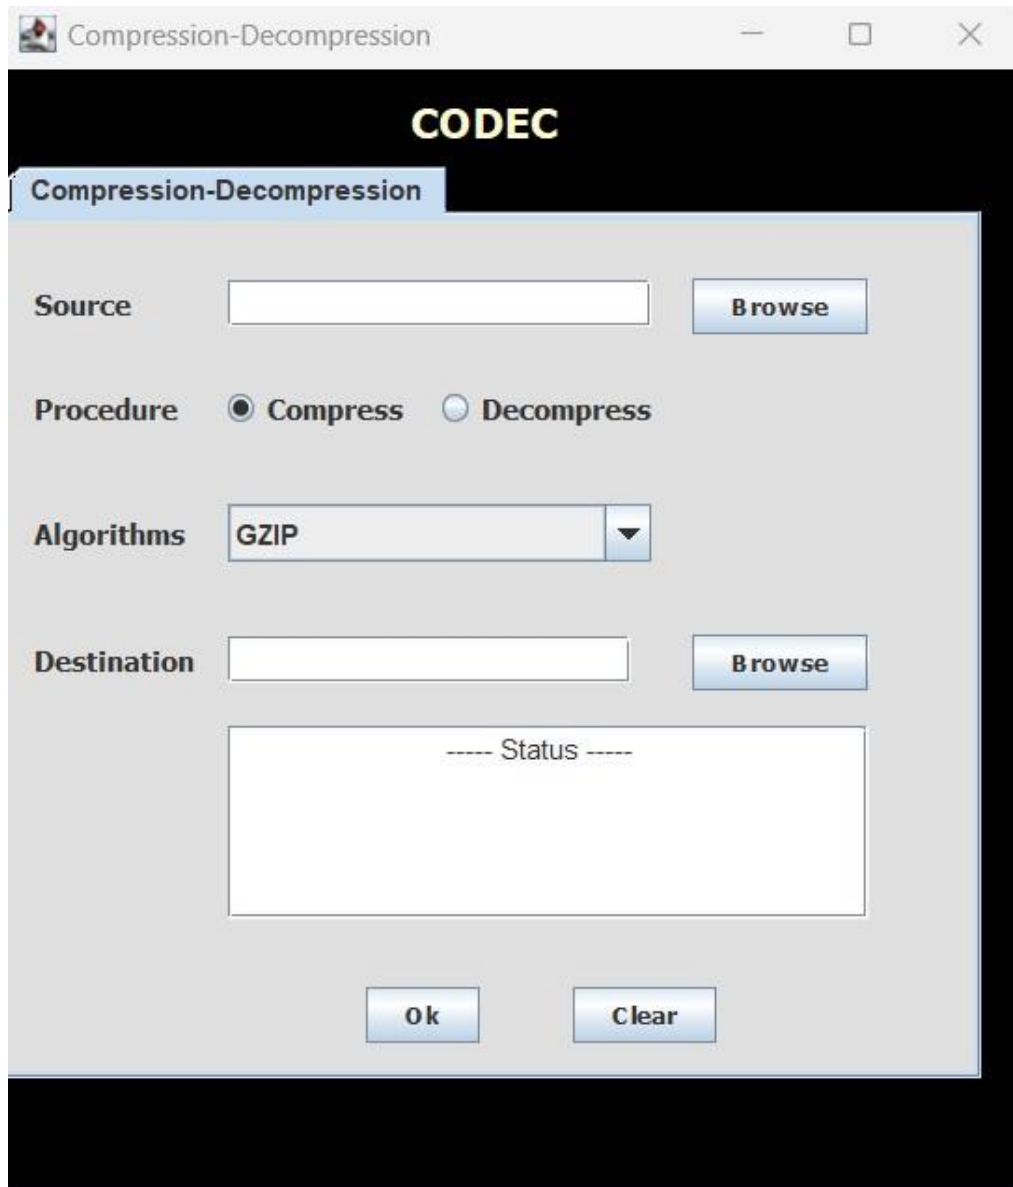 Compression-Decompression
CODEC
Compression-Decompression
Source Browse
Procedure Compress Decompress
Algorithms GZIP
Destination Browse
----- Status -----
Ok Clear